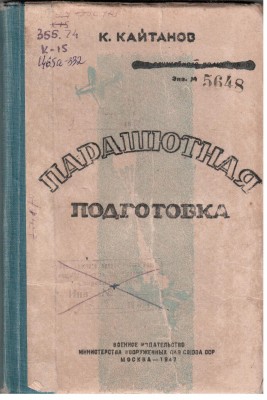 К. КАЙТАНОВ
355.74
К-15
Экз. № 5648
ПАРАШЮТНАЯ
ПОДГОТОВКА
ВОЕННОЕ ИЗДАТЕЛЬСТВО
МИНИСТЕРСТВА ВООРУЖЕННЫХ СИЛ СОЮЗА ССР
МОСКВА — 1947